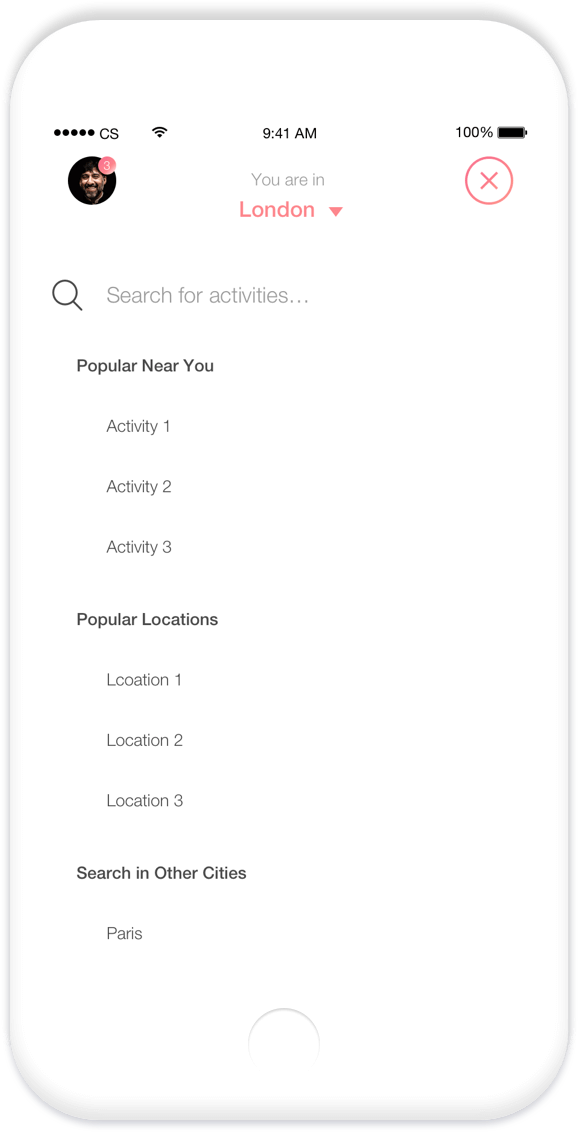 CS 9:41 AM 100%
3
You are in
London
Search for activities...
Popular Near You
Activity 1
Activity 2
Activity 3
Popular Locations
Lcoation 1
Location 2
Location 3
Search in Other Cities
Paris